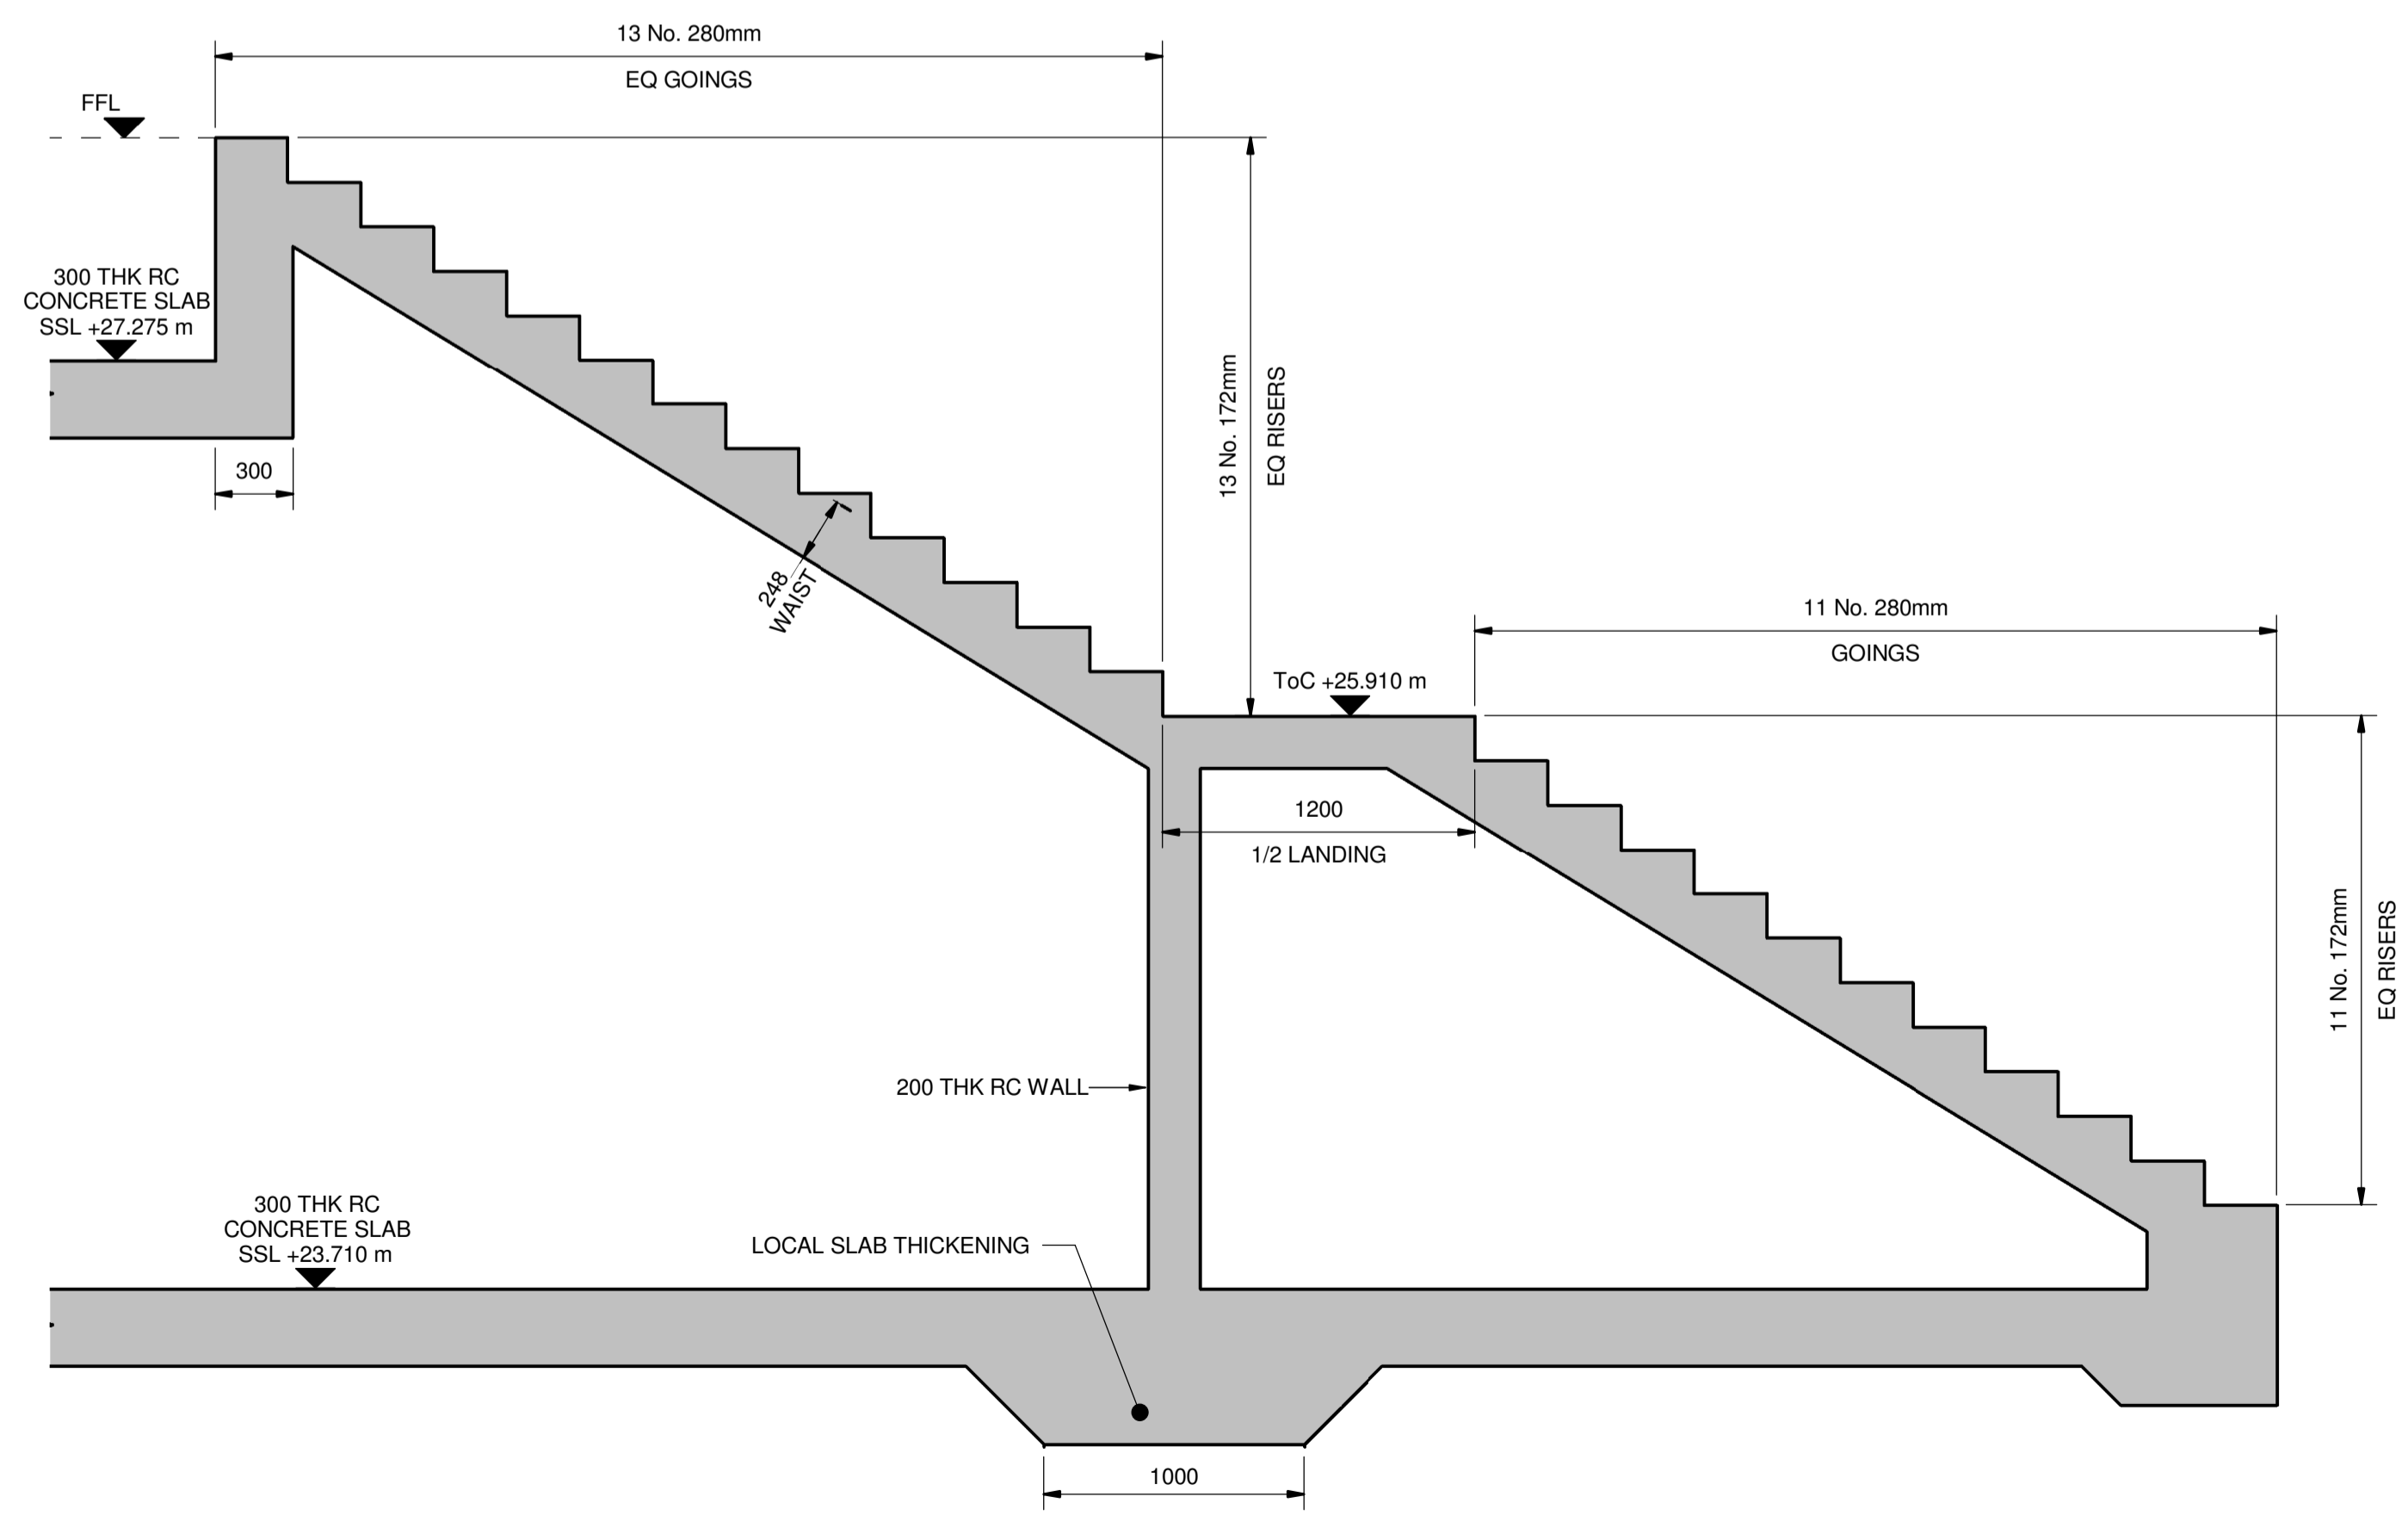 13 No. 280mm
EQ GOINGS
FFL
300 THK RC
CONCRETE SLAB
SSL +27.275 m
300
13 No. 172mm
EQ RISERS
248
WAIST
11 No. 280mm
GOINGS
ToC +25.910 m
1200
1/2 LANDING
11 No. 172mm
EQ RISERS
200 THK RC WALL
300 THK RC
CONCRETE SLAB
SSL +23.710 m
LOCAL SLAB THICKENING
1000